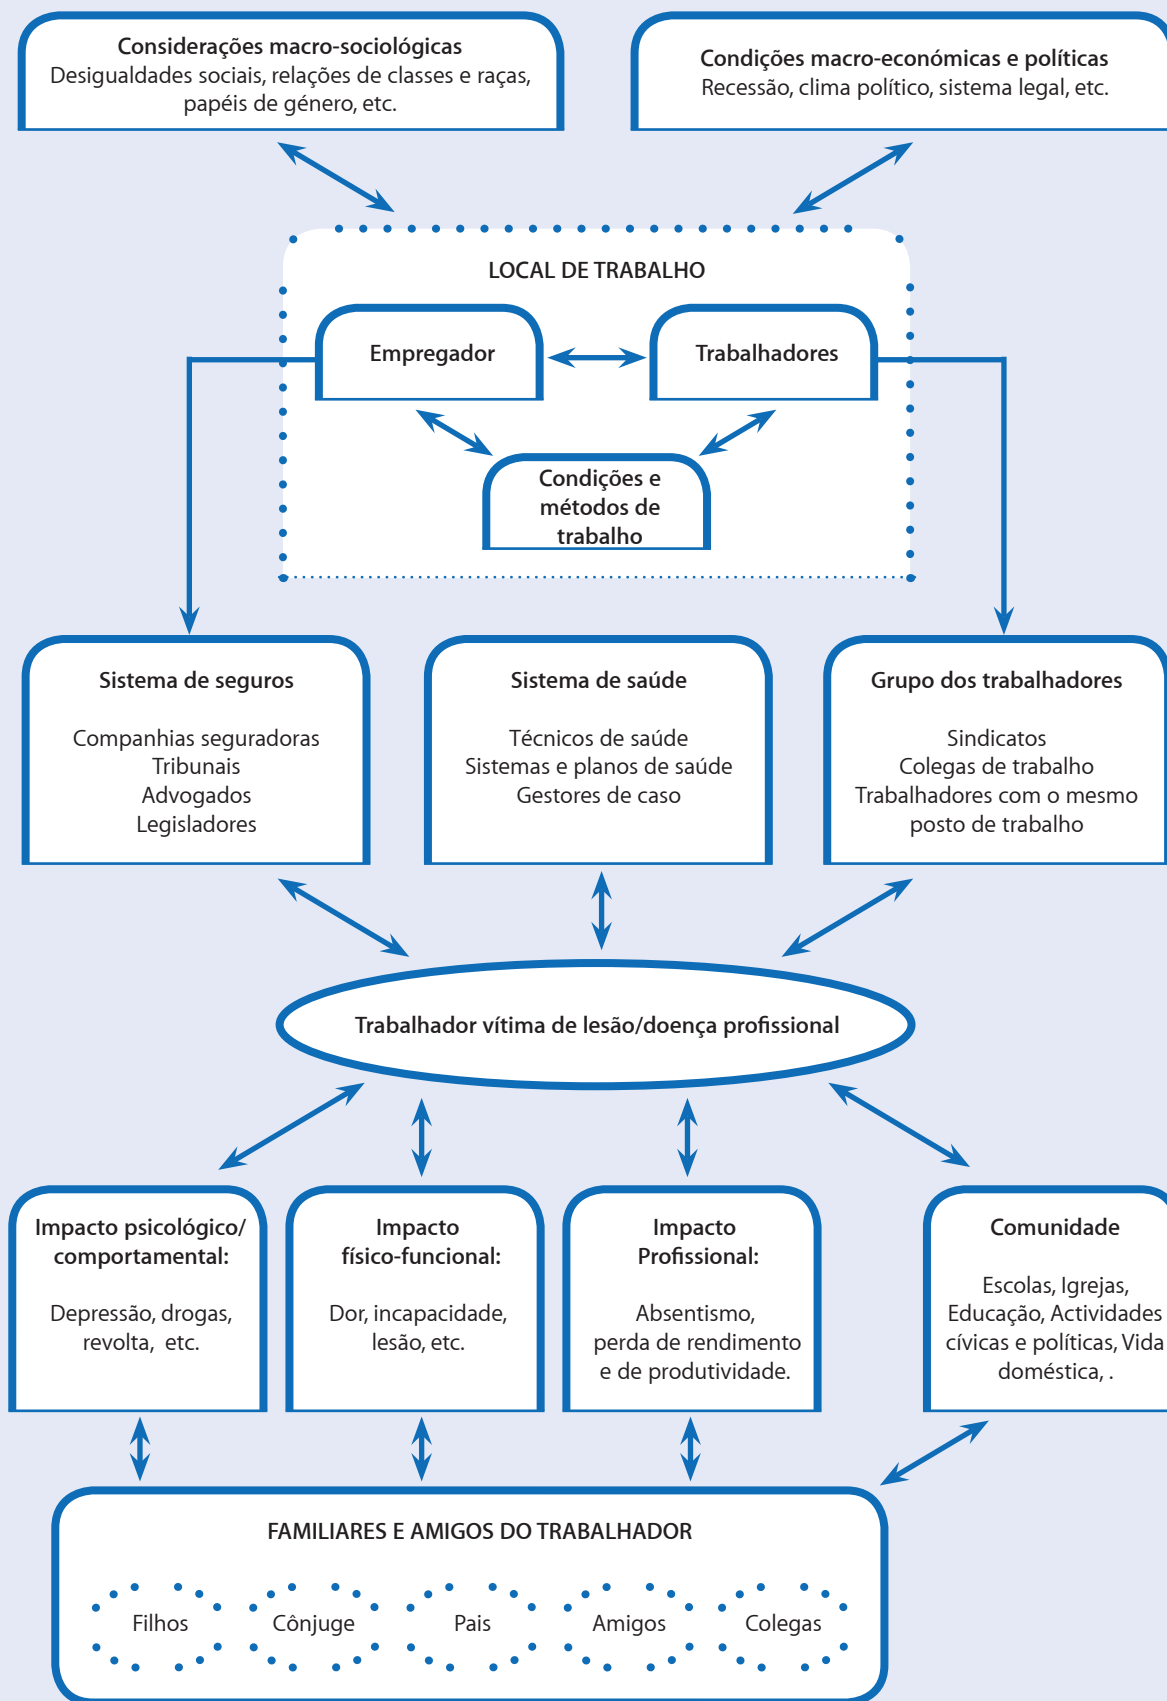 Considerações macro-sociológicas
Desigualdades sociais, relações de classes e raças,
papéis de género, etc.
Condições macro-económicas e políticas
Recessão, clima político, sistema legal, etc.
LOCAL DE TRABALHO
Empregador
Trabalhadores
Condições e
métodos de
trabalho
Sistema de seguros
Companhias seguradoras
Tribunais
Advogados
Legisladores
Sistema de saúde
Técnicos de saúde
Sistemas e planos de saúde
Gestores de caso
Grupo dos trabalhadores
Sindicatos
Colegas de trabalho
Trabalhadores com o mesmo
posto de trabalho
Trabalhador vítima de lesão/doença profissional
Impacto psicológico/
comportamental:
Depressão, drogas,
revolta, etc.
Impacto
físico-funcional:
Dor, incapacidade,
lesão, etc.
Impacto
Profissional:
Absentismo,
perda de rendimento
e de produtividade.
Comunidade
Escolas, Igrejas,
Educação, Actividades
cívicas e políticas, Vida
doméstica, .
FAMILIARES E AMIGOS DO TRABALHADOR
Filhos
Cônjuge
Pais
Amigos
Colegas